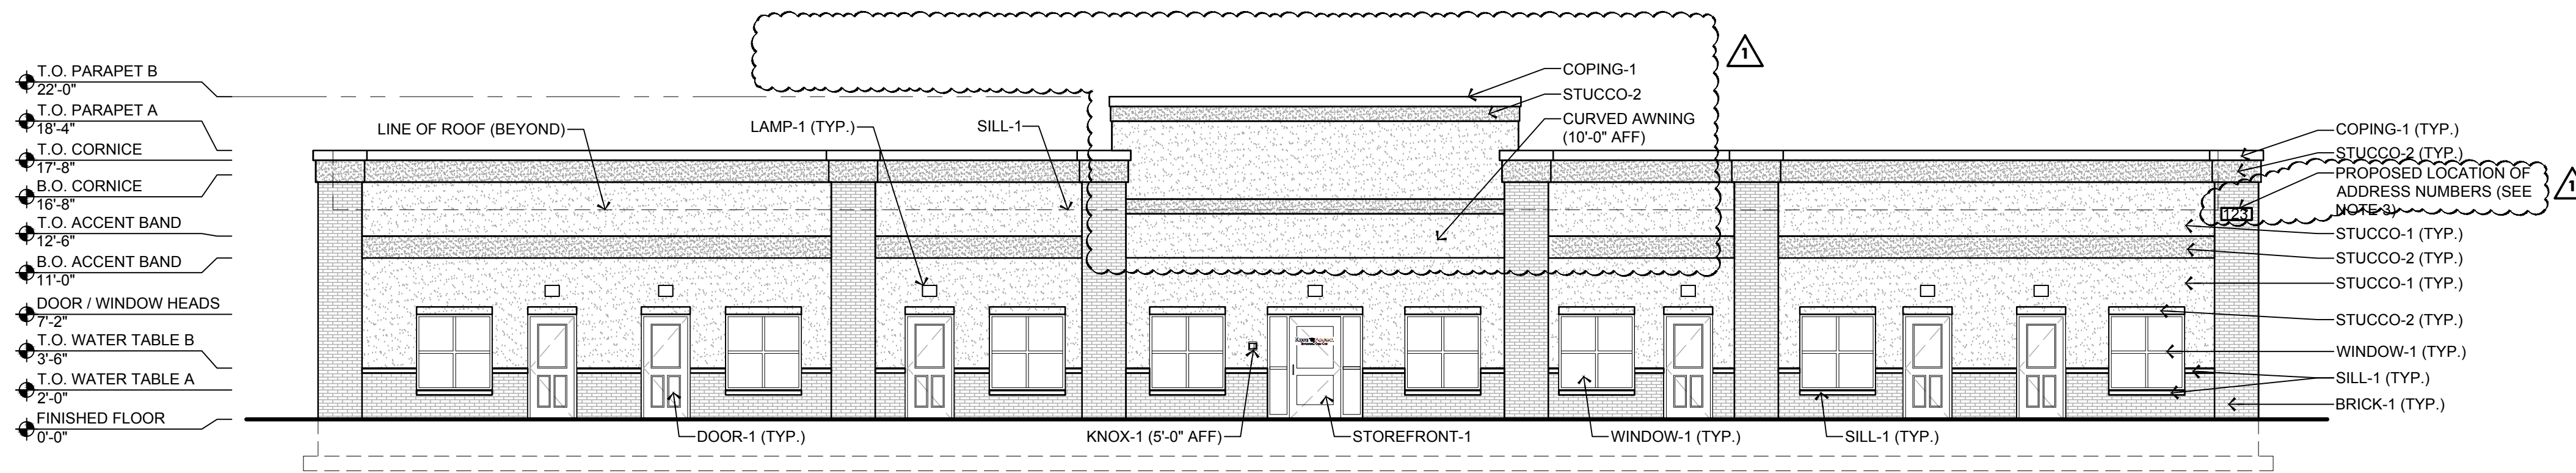 T.O. PARAPET B
22'-0"
T.O. PARAPET A
18'-4"
T.O. CORNICE
17'-8"
B.O. CORNICE
16'-8"
T.O. ACCENT BAND
12'-6"
B.O. ACCENT BAND
11'-0"
DOOR / WINDOW HEADS
7'-2"
T.O. WATER TABLE B
3'-6"
T.O. WATER TABLE A
2'-0"
FINISHED FLOOR
0'-0"
LINE OF ROOF (BEYOND)
LAMP-1 (TYP.)
SILL-1
COPING-1
STUCCO-2
CURVED AWNING
(10'-0" AFF)
1
COPING-1 (TYP.)
STUCCO-2 (TYP.)
PROPOSED LOCATION OF
ADDRESS NUMBERS (SEE
NOTE 3)
1
123
STUCCO-1 (TYP.)
STUCCO-2 (TYP.)
STUCCO-1 (TYP.)
STUCCO-2 (TYP.)
WINDOW-1 (TYP.)
SILL-1 (TYP.)
BRICK-1 (TYP.)
DOOR-1 (TYP.)
KNOX-1 (5'-0" AFF)
STOREFRONT-1
WINDOW-1 (TYP.)
SILL-1 (TYP.)